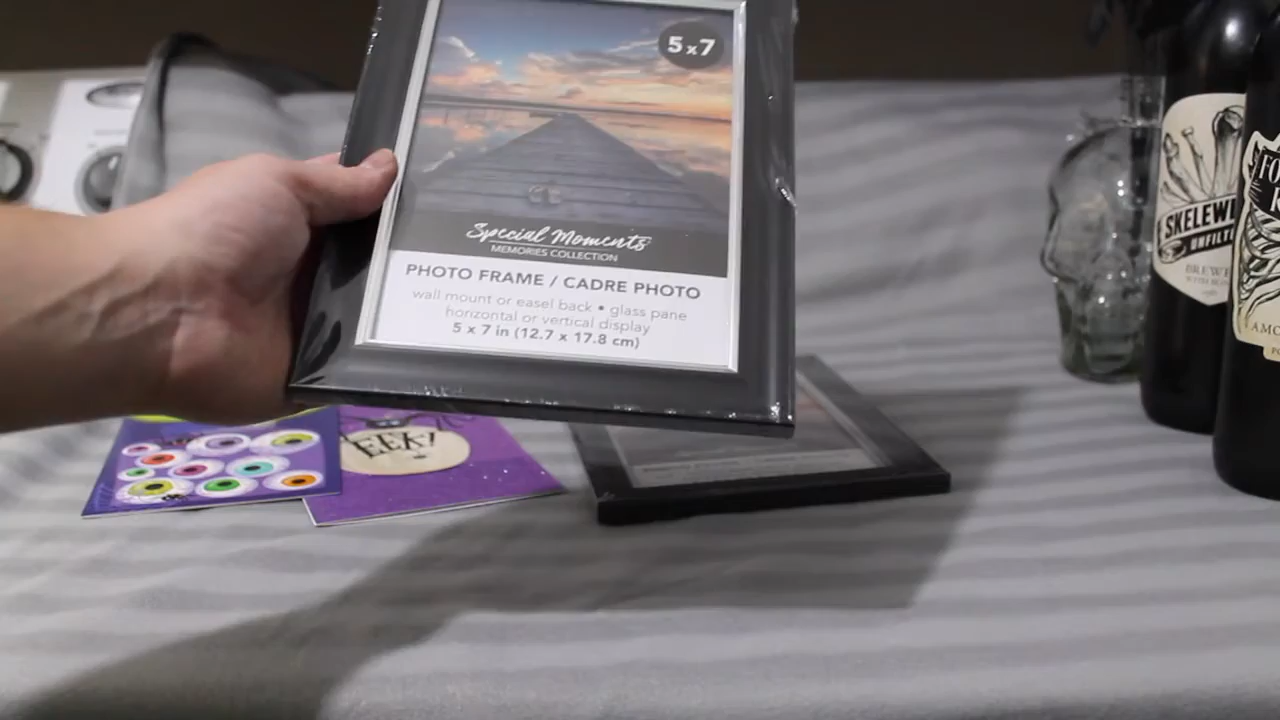 5x7
Special Moments
MEMORIES COLLECTION
PHOTO FRAME / CADRE PHOTO
wall mount or easel back • glass pane
horizontal or vertical display
5 x 7 in (12.7 x 17.8 cm)
EEK!
SKELEW
UNFILT